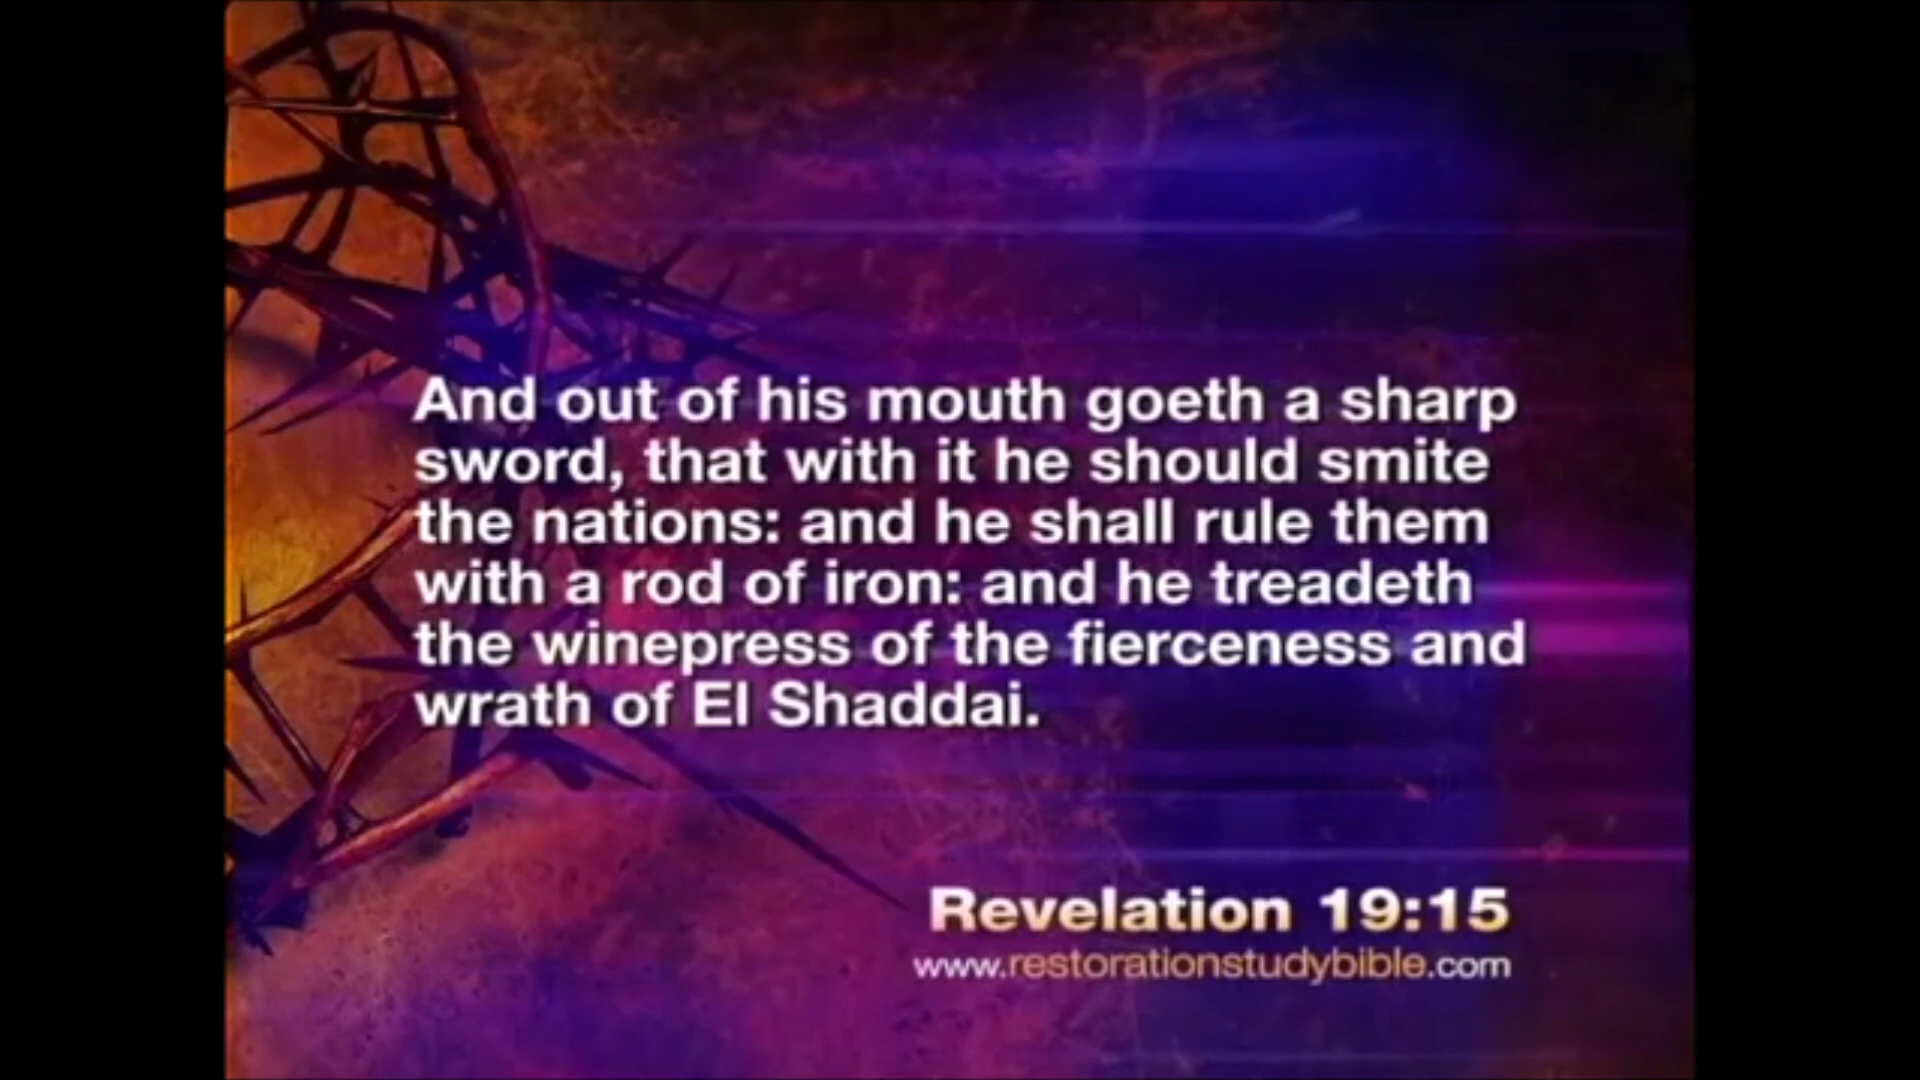 And out of his mouth goeth a sharp
sword, that with it he should smite
the nations: and he shall rule them
with a rod of iron: and he treadeth
the winepress of the fierceness and
wrath of El Shaddai.
Revelation 19:15
www.restorationstudybible.com